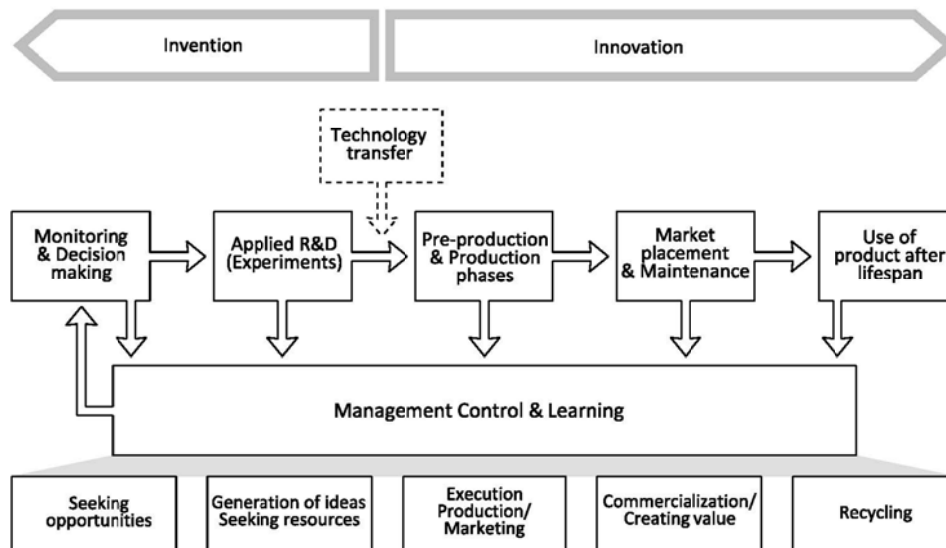 Invention
Innovation
Technology
transfer
Monitoring
& Decision
making
Applied R&D
(Experiments)
Pre-production
& Production
phases
Market
placement
& Maintenance
Use of
product after
lifespan
Management Control & Learning
Seeking
opportunities
Generation of ideas
Seeking resources
Execution
Production/
Marketing
Commercialization/
Creating value
Recycling